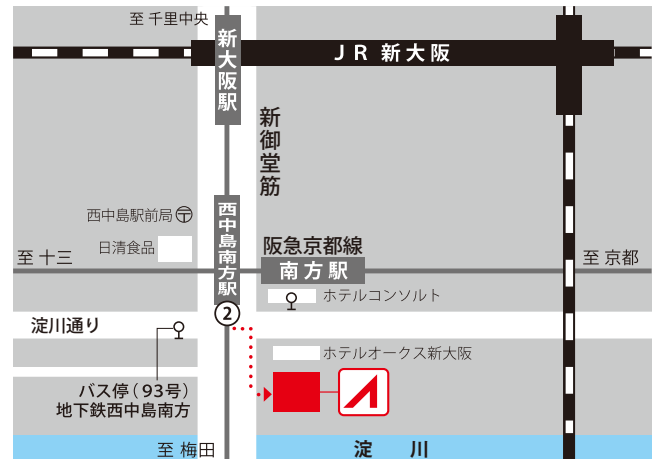 至 千里中央
新大阪駅
JR 新大阪
新御堂筋
西中島駅前局
日清食品
西中島南方駅
阪急京都線
南方駅
至 十三
至 京都
ホテルコンソルト
2
淀川通り
ホテルオークス新大阪
バス停(93号)
地下鉄西中島南方
至 梅田
淀 川